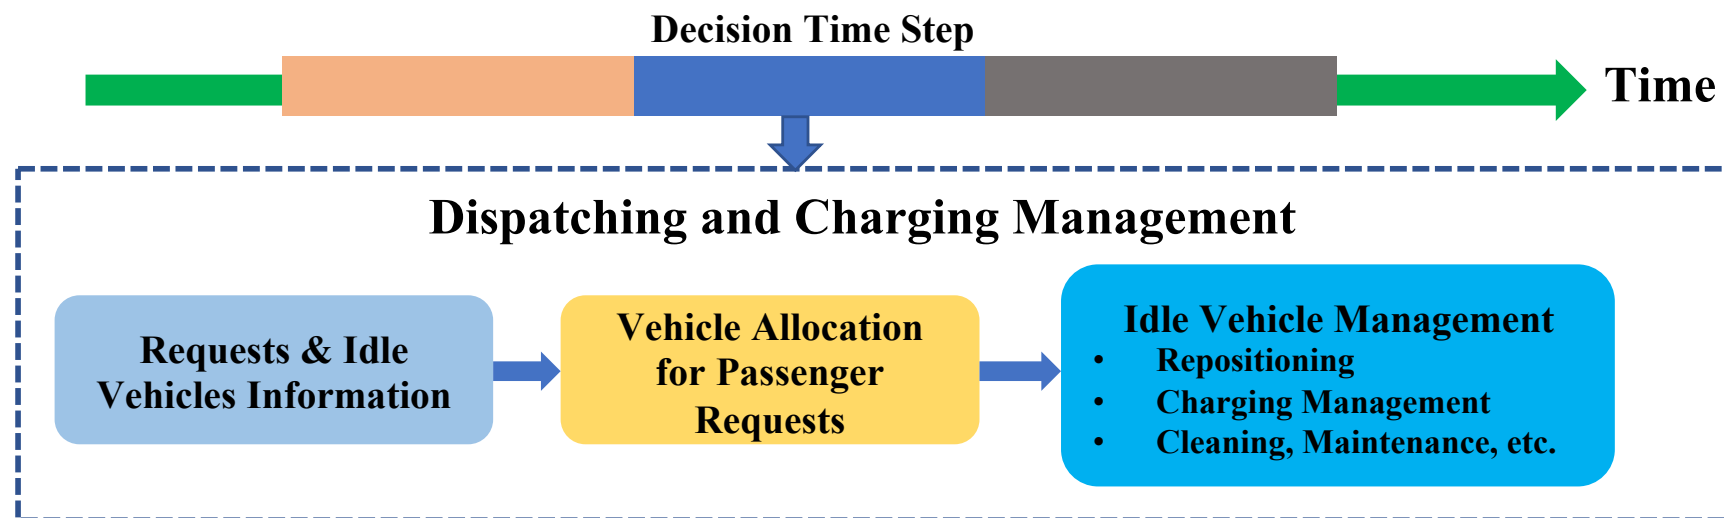 Decision Time Step
Time
Dispatching and Charging Management
Requests & Idle
Vehicles Information
Vehicle Allocation
for Passenger
Requests
Idle Vehicle Management
• Repositioning
• Charging Management
• Cleaning, Maintenance, etc.